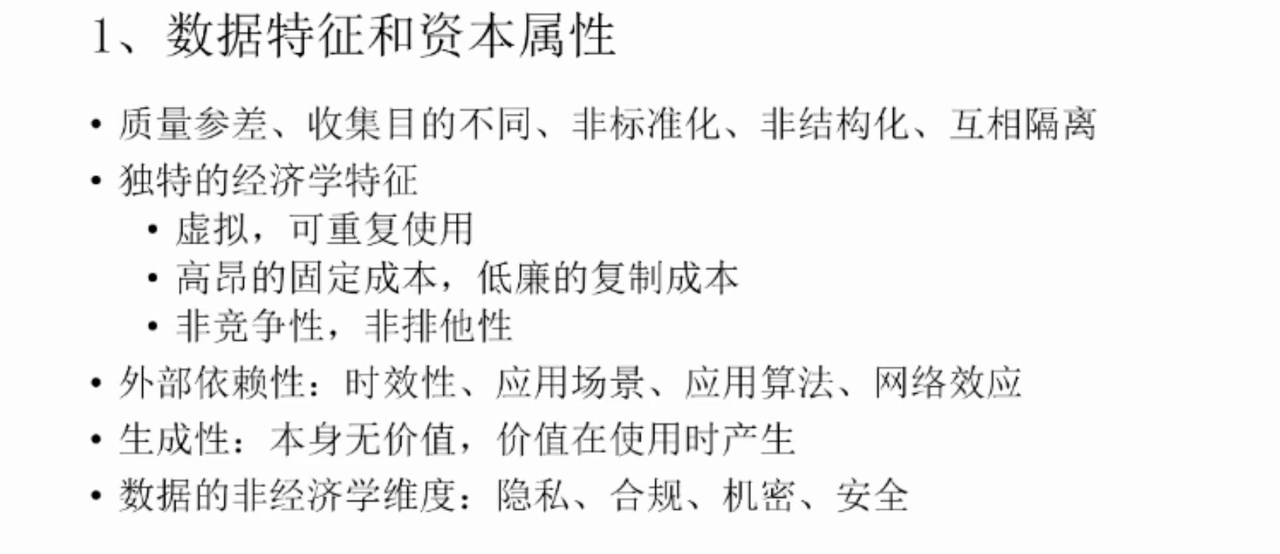 1、数据特征和资本属性
• 质量参差、收集目的不同、非标准化、非结构化、互相隔离
• 独特的经济学特征
• 虚拟，可重复使用
• 高昂的固定成本，低廉的复制成本
• 非竞争性，非排他性
• 外部依赖性：时效性、应用场景、应用算法、网络效应
• 生成性：本身无价值，价值在使用时产生
• 数据的非经济学维度：隐私、合规、机密、安全